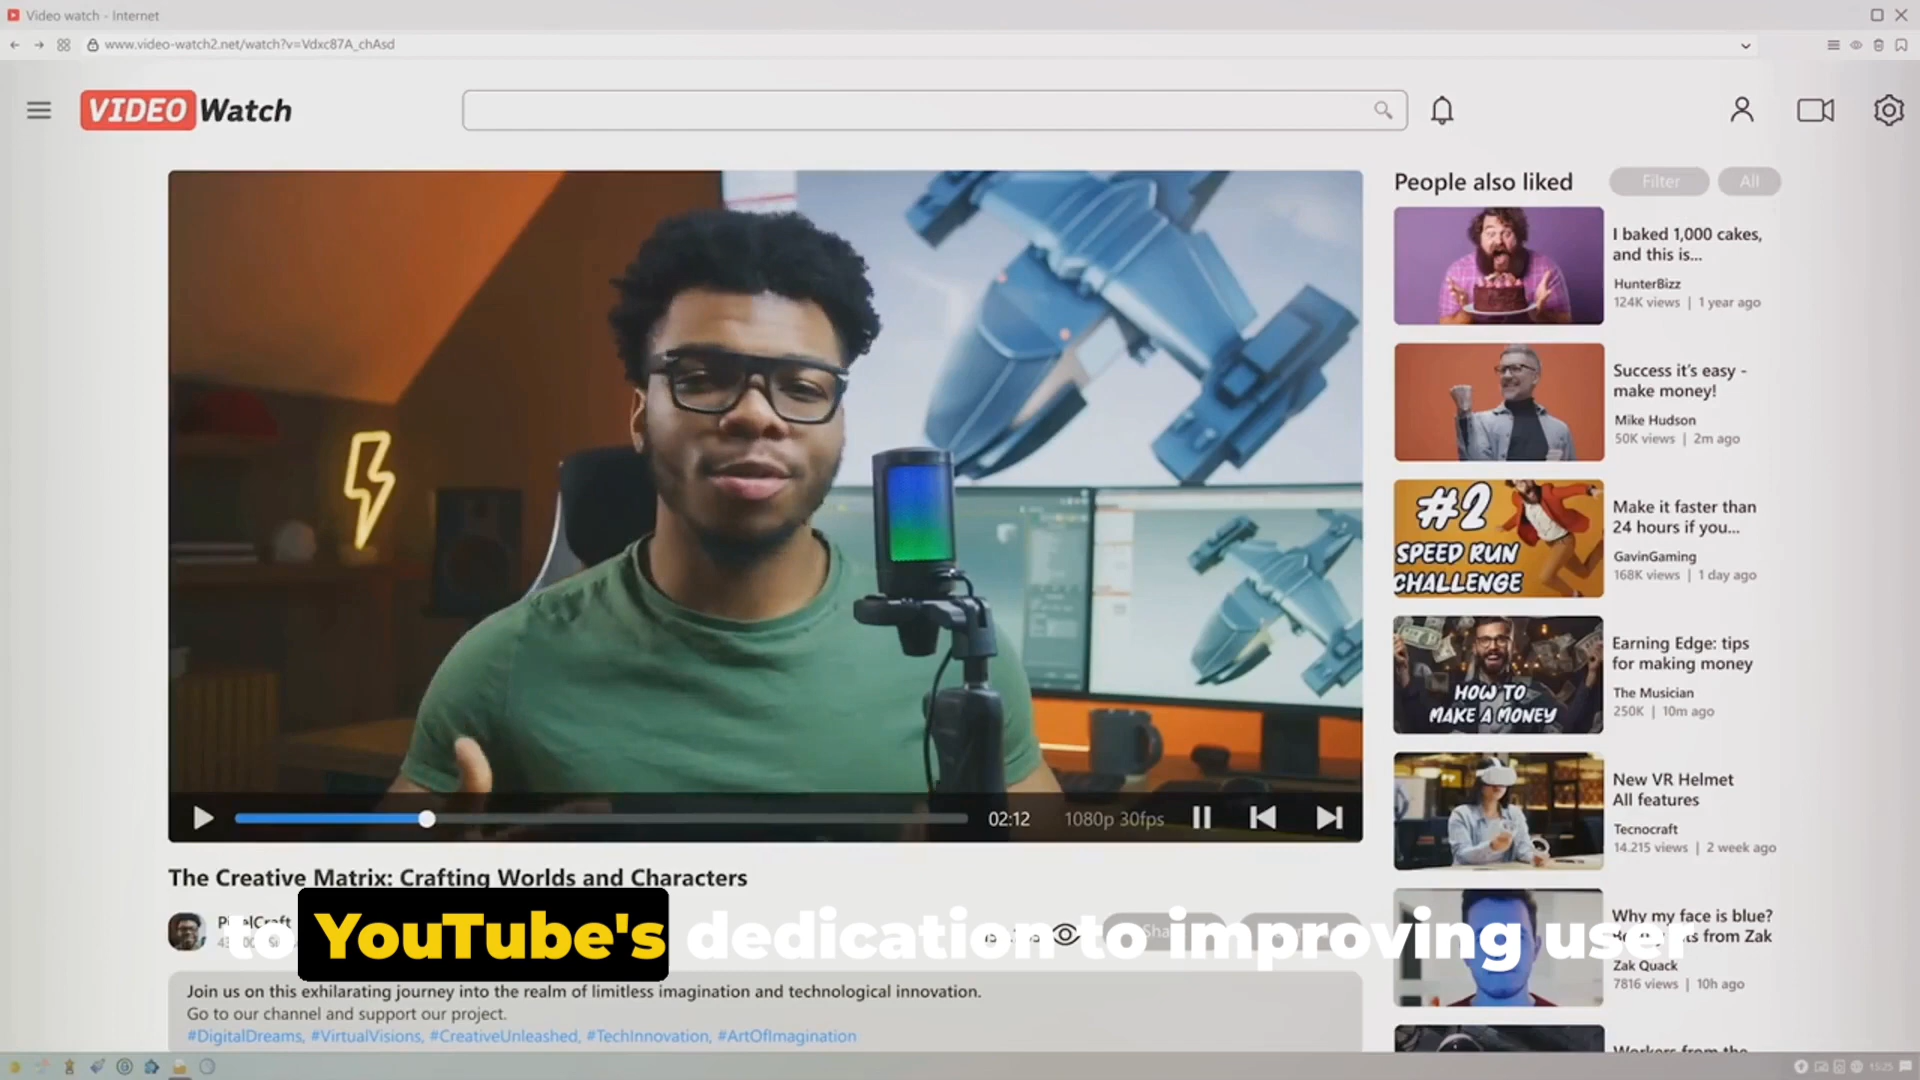 Video watch - Internet
www.video-watch2.net/watch?v=Vdxc87A_chAsd
VIDEO Watch
People also liked
Filter
All
I baked 1,000 cakes,
and this is...
HunterBizz
124K views | 1 year ago
Success it's easy -
make money!
Mike Hudson
50K views | 2m ago
#2
SPEED RUN
CHALLENGE
Make it faster than
24 hours if you...
GavinGaming
168K views | 1 day ago
HOW TO
MAKE A MONEY
Earning Edge: tips
for making money
The Musician
250K | 10m ago
New VR Helmet
All features
Tecnocraft
14.215 views | 2 week ago
Why my face is blue?
from Zak
Zak Quack
7816 views | 10h ago
02:12
1080p 30fps
The Creative Matrix: Crafting Worlds and Characters
PixelCraft
to YouTube's dedication to improving user
Join us on this exhilarating journey into the realm of limitless imagination and technological innovation.
Go to our channel and support our project.
#DigitalDreams, #VirtualVisions, #CreativeUnleashed, #TechInnovation, #ArtOfImagination
Workers from the